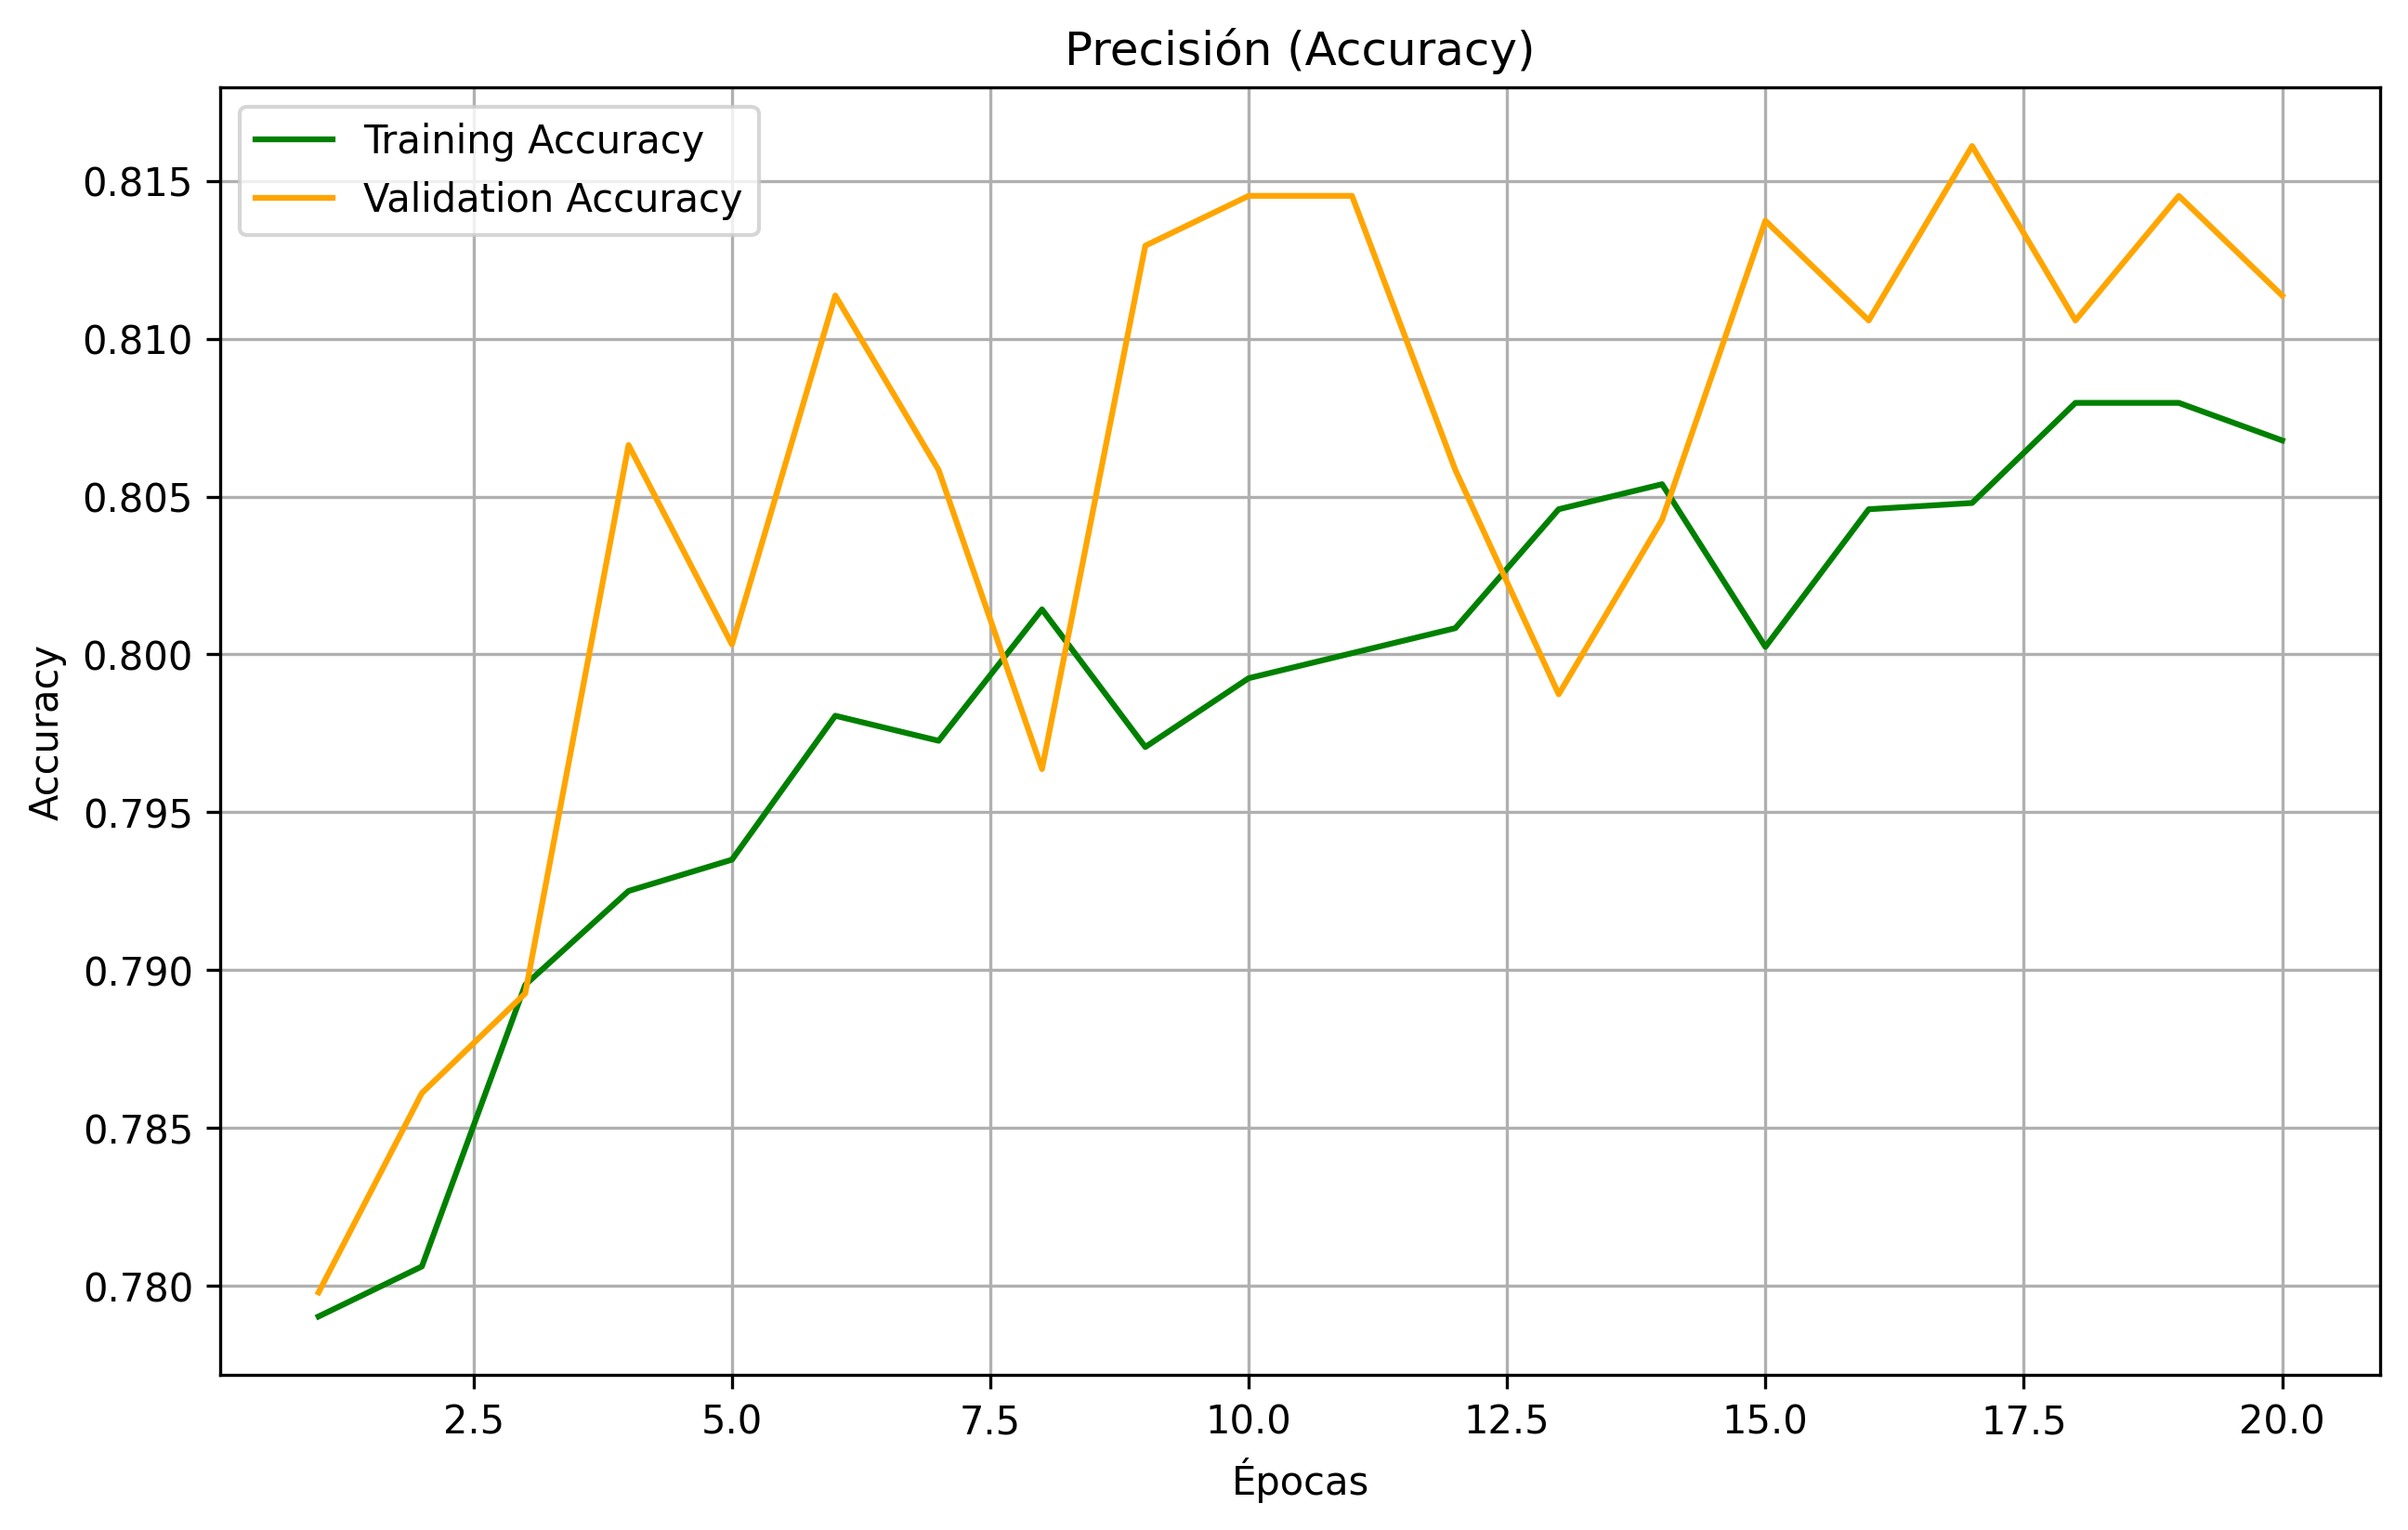 Precisión (Accuracy)
Training Accuracy
Validation Accuracy
0.815
0.810
0.805
0.800
0.795
0.790
0.785
0.780
Accuracy
2.5 5.0 7.5 10.0 12.5 15.0 17.5 20.0
Épocas